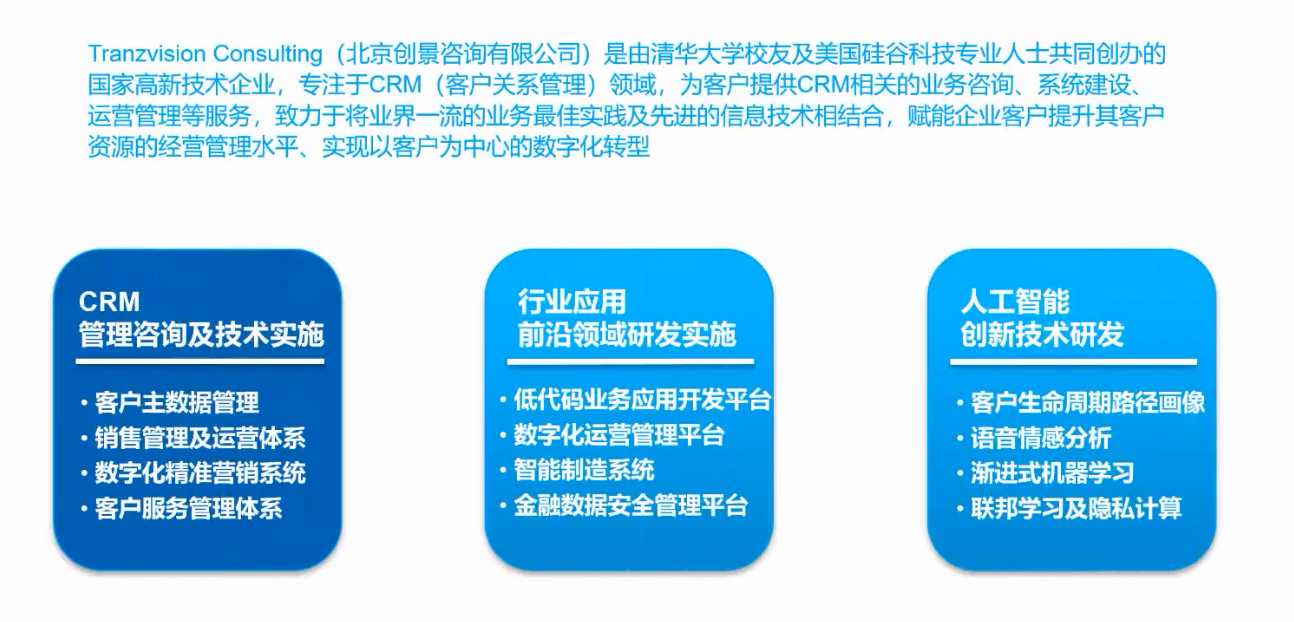 Tranzvision Consulting（北京创景咨询有限公司）是由清华大学校友及美国硅谷科技专业人士共同创办的
国家高新技术企业，专注于CRM（客户关系管理）领域，为客户提供CRM相关的业务咨询、系统建设、
运营管理等服务，致力于将业界一流的业务最佳实践及先进的信息技术相结合，赋能企业客户提升其客户
资源的经营管理水平、实现以客户为中心的数字化转型
CRM
管理咨询及技术实施
· 客户主数据管理
· 销售管理及运营体系
· 数字化精准营销系统
· 客户服务管理体系
行业应用
前沿领域研发实施
· 低代码业务应用开发平台
· 数字化运营管理平台
· 智能制造系统
· 金融数据安全管理平台
人工智能
创新技术研发
· 客户生命周期路径画像
· 语音情感分析
· 渐进式机器学习
· 联邦学习及隐私计算